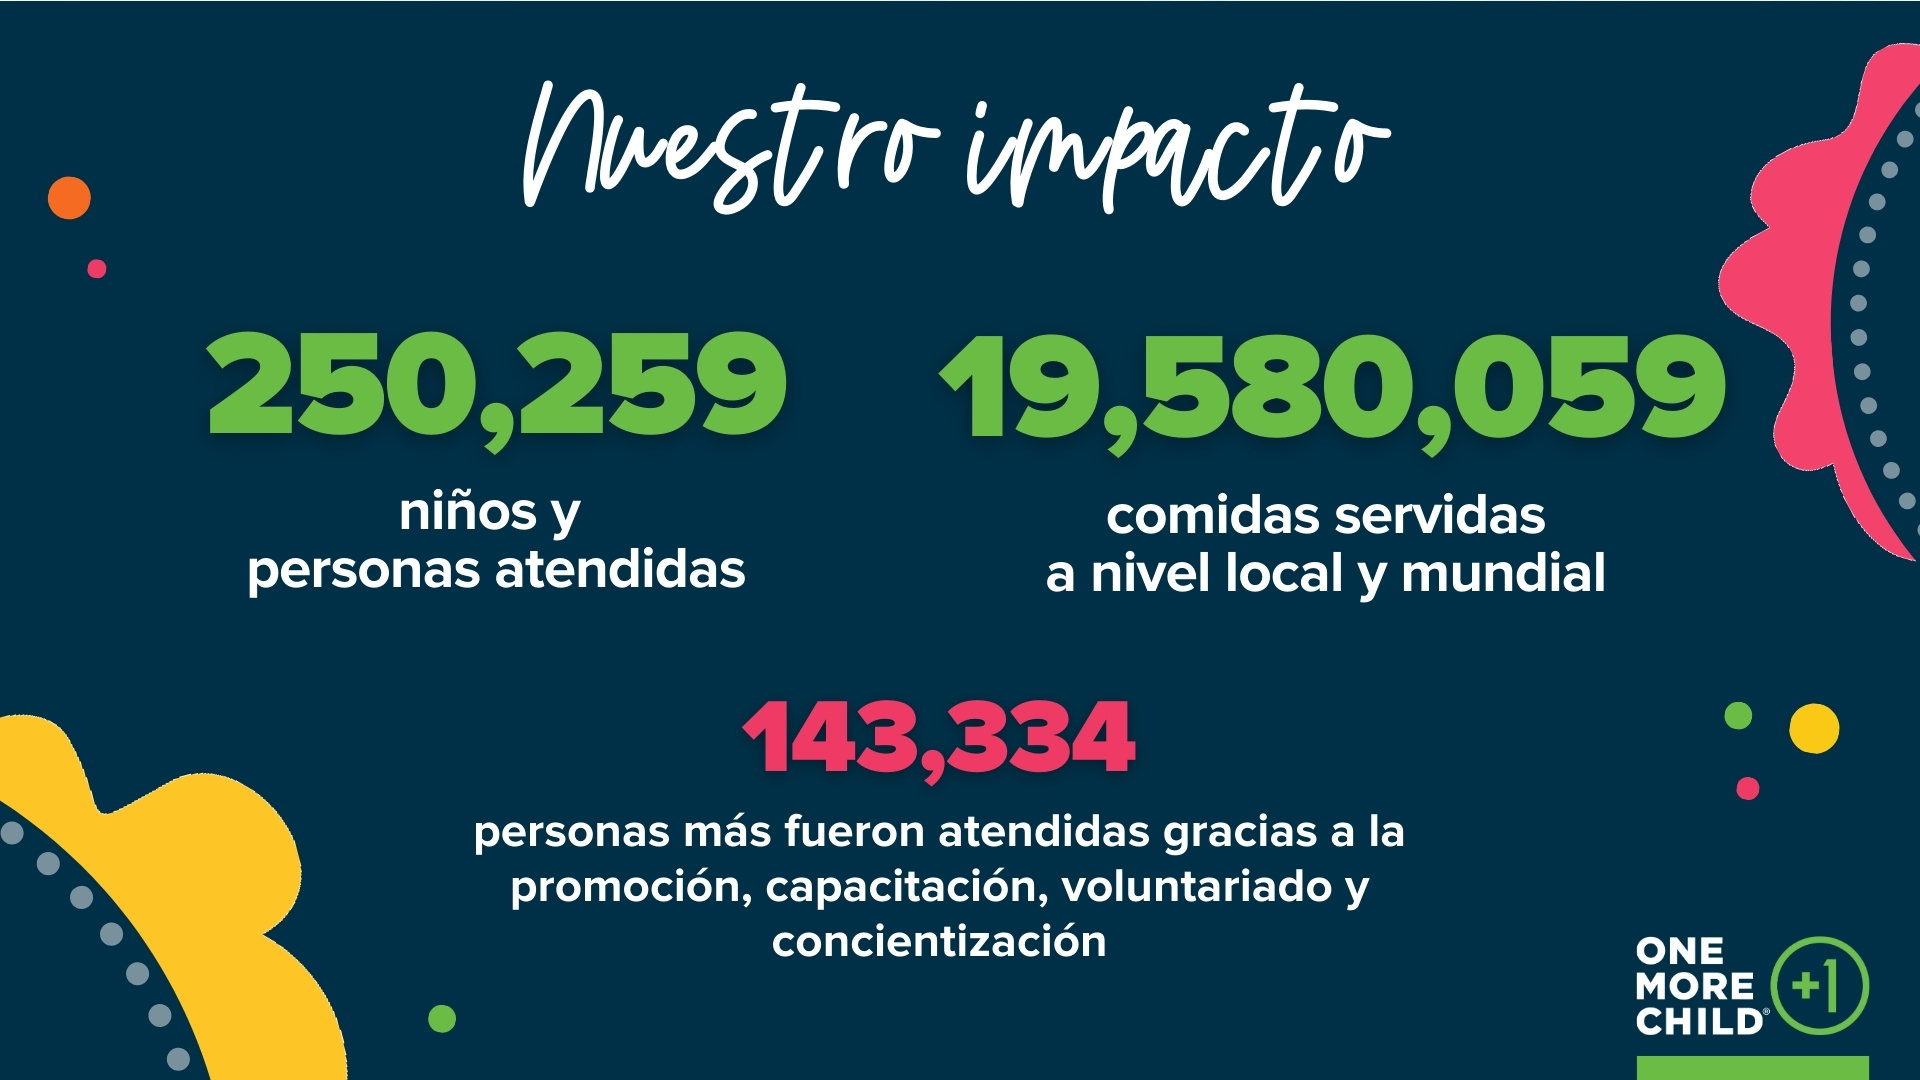 Nuestro impacto
250,259
niños y
personas atendidas
19,580,059
comidas servidas
a nivel local y mundial
143,334
personas más fueron atendidas gracias a la
promoción, capacitación, voluntariado y
concientización
ONE
MORE
CHILD®
+1